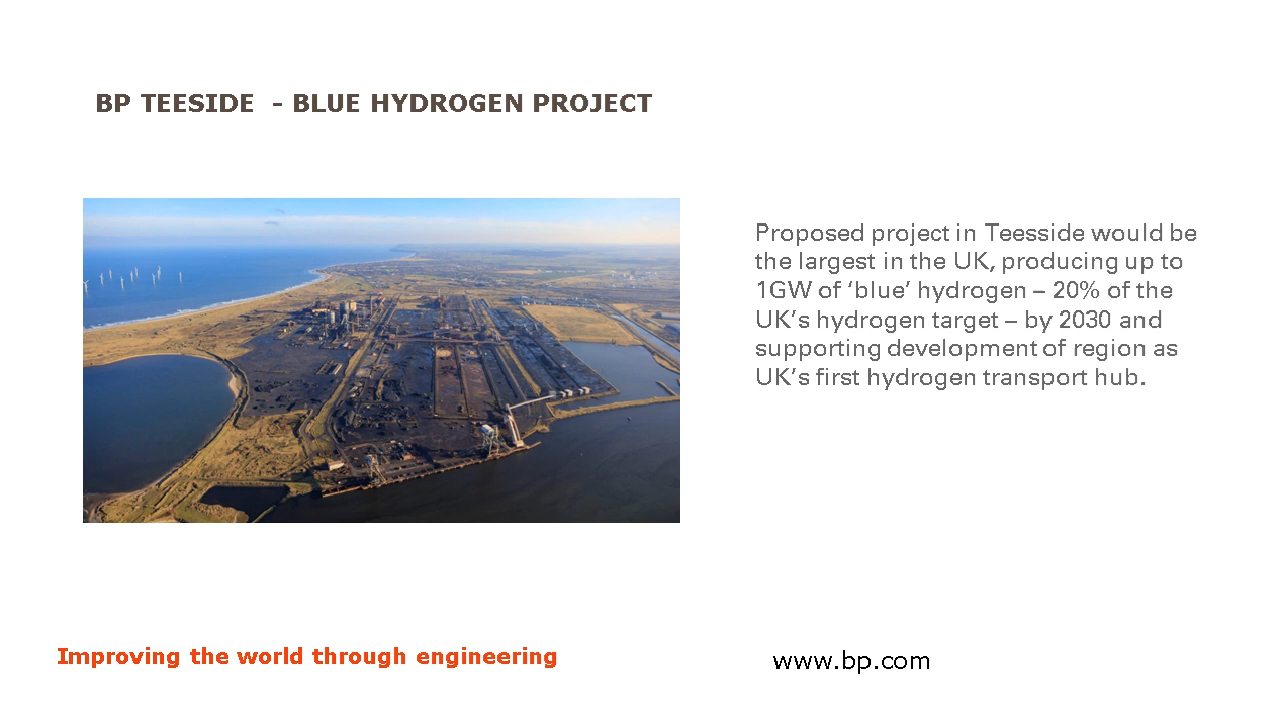 BP TEESIDE - BLUE HYDROGEN PROJECT
Proposed project in Teesside would be
the largest in the UK, producing up to
1GW of ‘blue’ hydrogen – 20% of the
UK’s hydrogen target – by 2030 and
supporting development of region as
UK’s first hydrogen transport hub.
Improving the world through engineering
www.bp.com